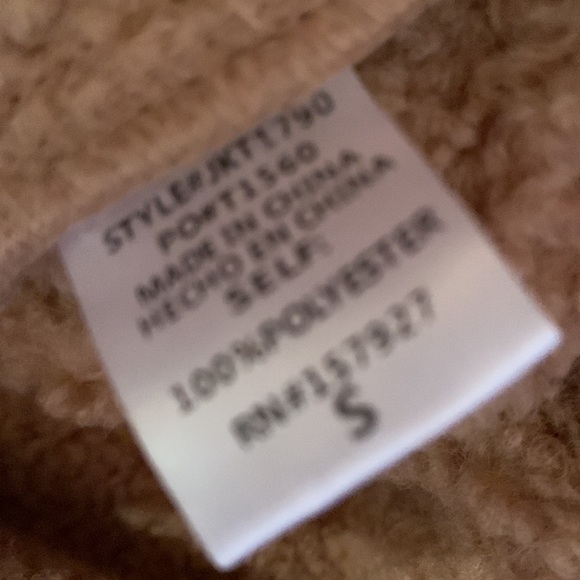 STYLE#JKT1790
PO#T1560
MADE IN CHINA
HECHO EN CHINA
SELF:
100%POLYESTER
RN#157927
S